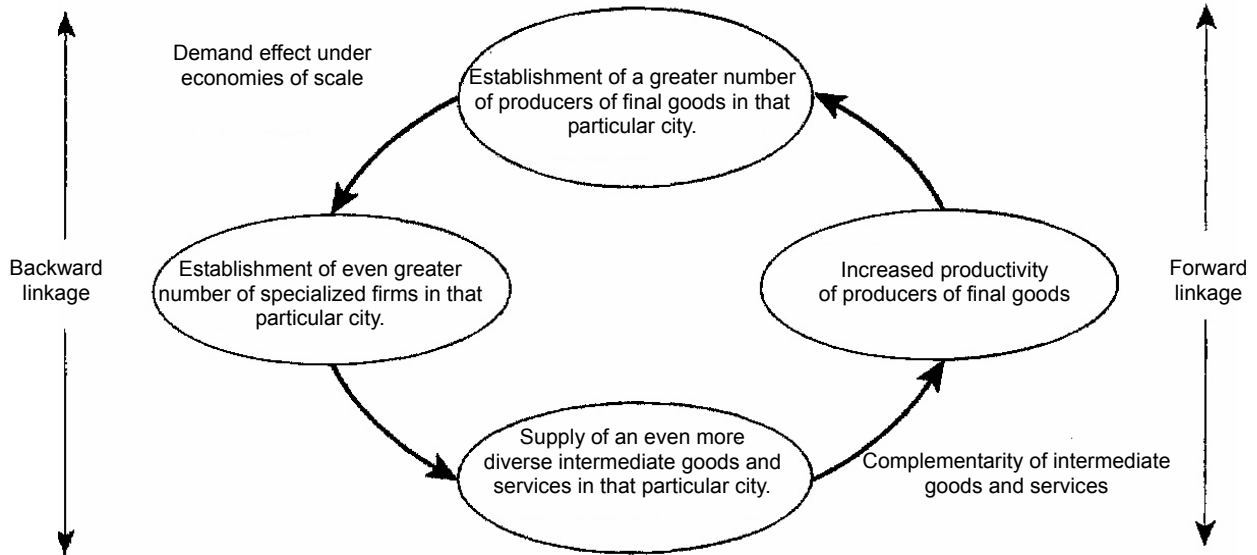 Demand effect under
economies of scale
Establishment of a greater number
of producers of final goods in that
particular city.
Backward
linkage
Establishment of even greater
number of specialized firms in that
particular city.
Increased productivity
of producers of final goods
Forward
linkage
Supply of an even more
diverse intermediate goods and
services in that particular city.
Complementarity of intermediate
goods and services